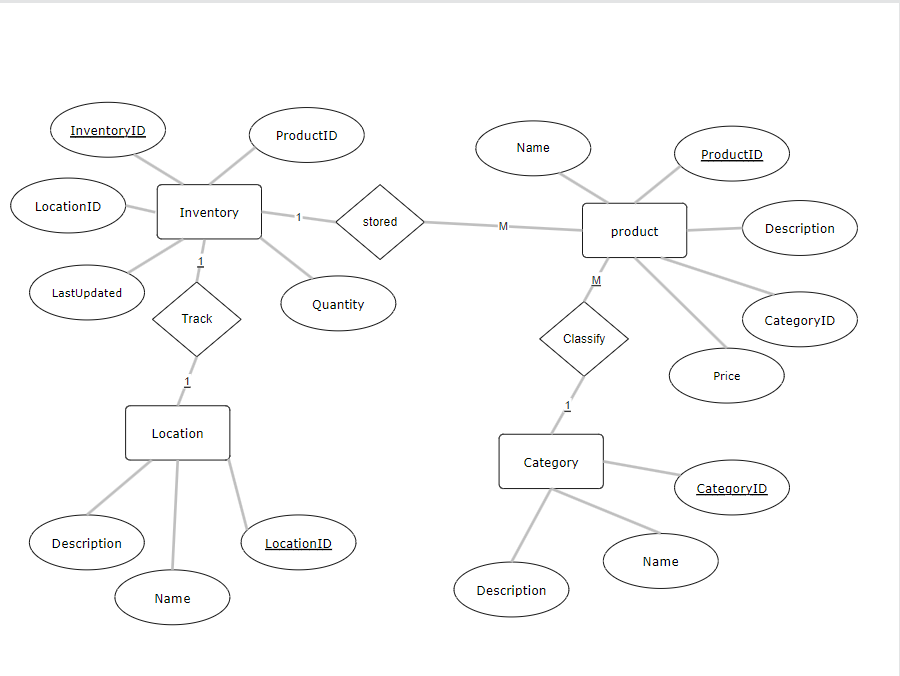 InventoryID
ProductID
Name
ProductID
LocationID
Inventory
1
stored
M
product
Description
1
LastUpdated
Quantity
M
CategoryID
Track
Classify
Price
1
1
Location
Category
CategoryID
Description
LocationID
Name
Description
Name